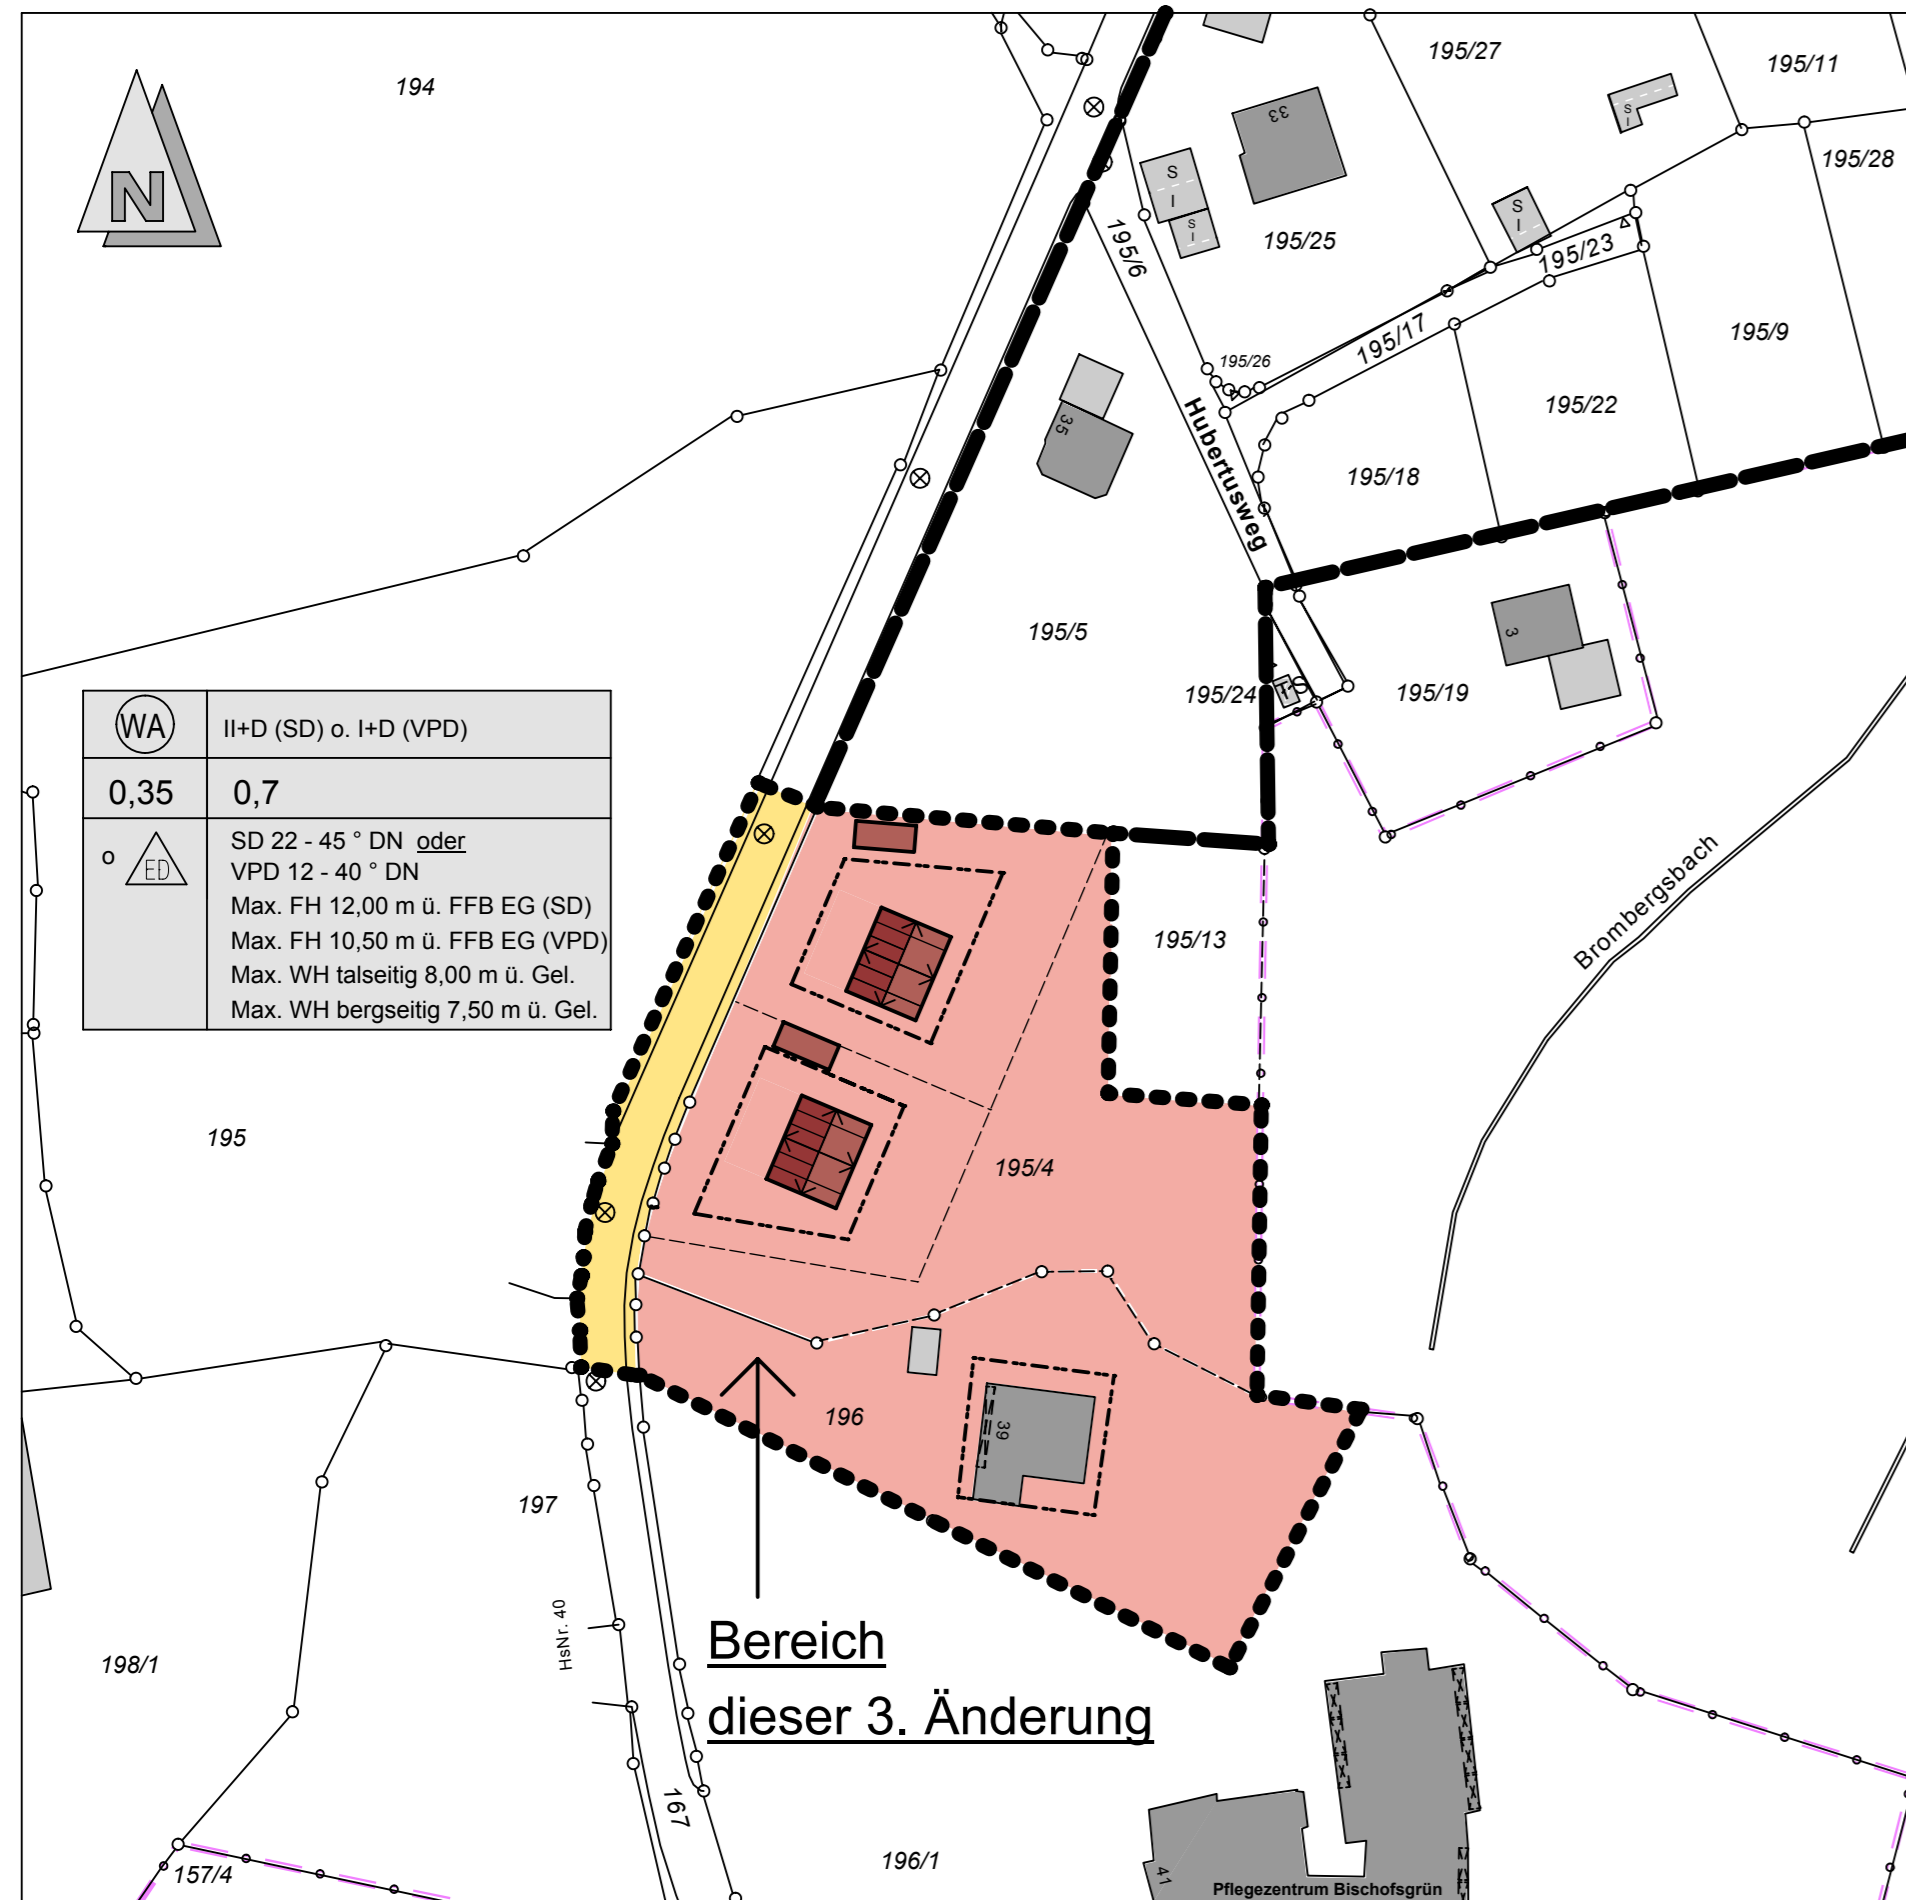 194
195/27
195/11
N
33
S
I
195/28
S
I
S
I
S
I
195/6
195/25
195/23
195/17
195/9
195/26
35
Hubertusweg
195/22
195/18
195/5
3
195/24
195/19
WA II+D (SD) o. I+D (VPD)
0,35 0,7
o ED
SD 22 - 45 ° DN oder
VPD 12 - 40 ° DN
Max. FH 12,00 m ü. FFB EG (SD)
Max. FH 10,50 m ü. FFB EG (VPD)
Max. WH talseitig 8,00 m ü. Gel.
Max. WH bergseitig 7,50 m ü. Gel.
Brombergsbach
195/13
195
195/4
196
39
197
HsNr. 40
Bereich
dieser 3. Änderung
198/1
167
157/4
196/1
41
Pflegezentrum Bischofsgrün